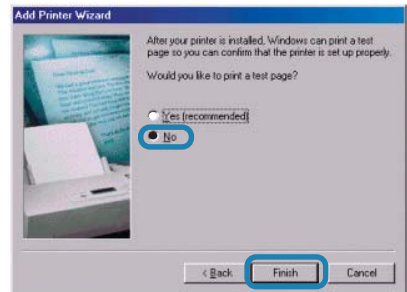 Add Printer Wizard
After your printer is installed, Windows can print a test
page so you can confirm that the printer is set up properly.
Would you like to print a test page?
Yes (recommended)
No
< Back
Finish
Cancel